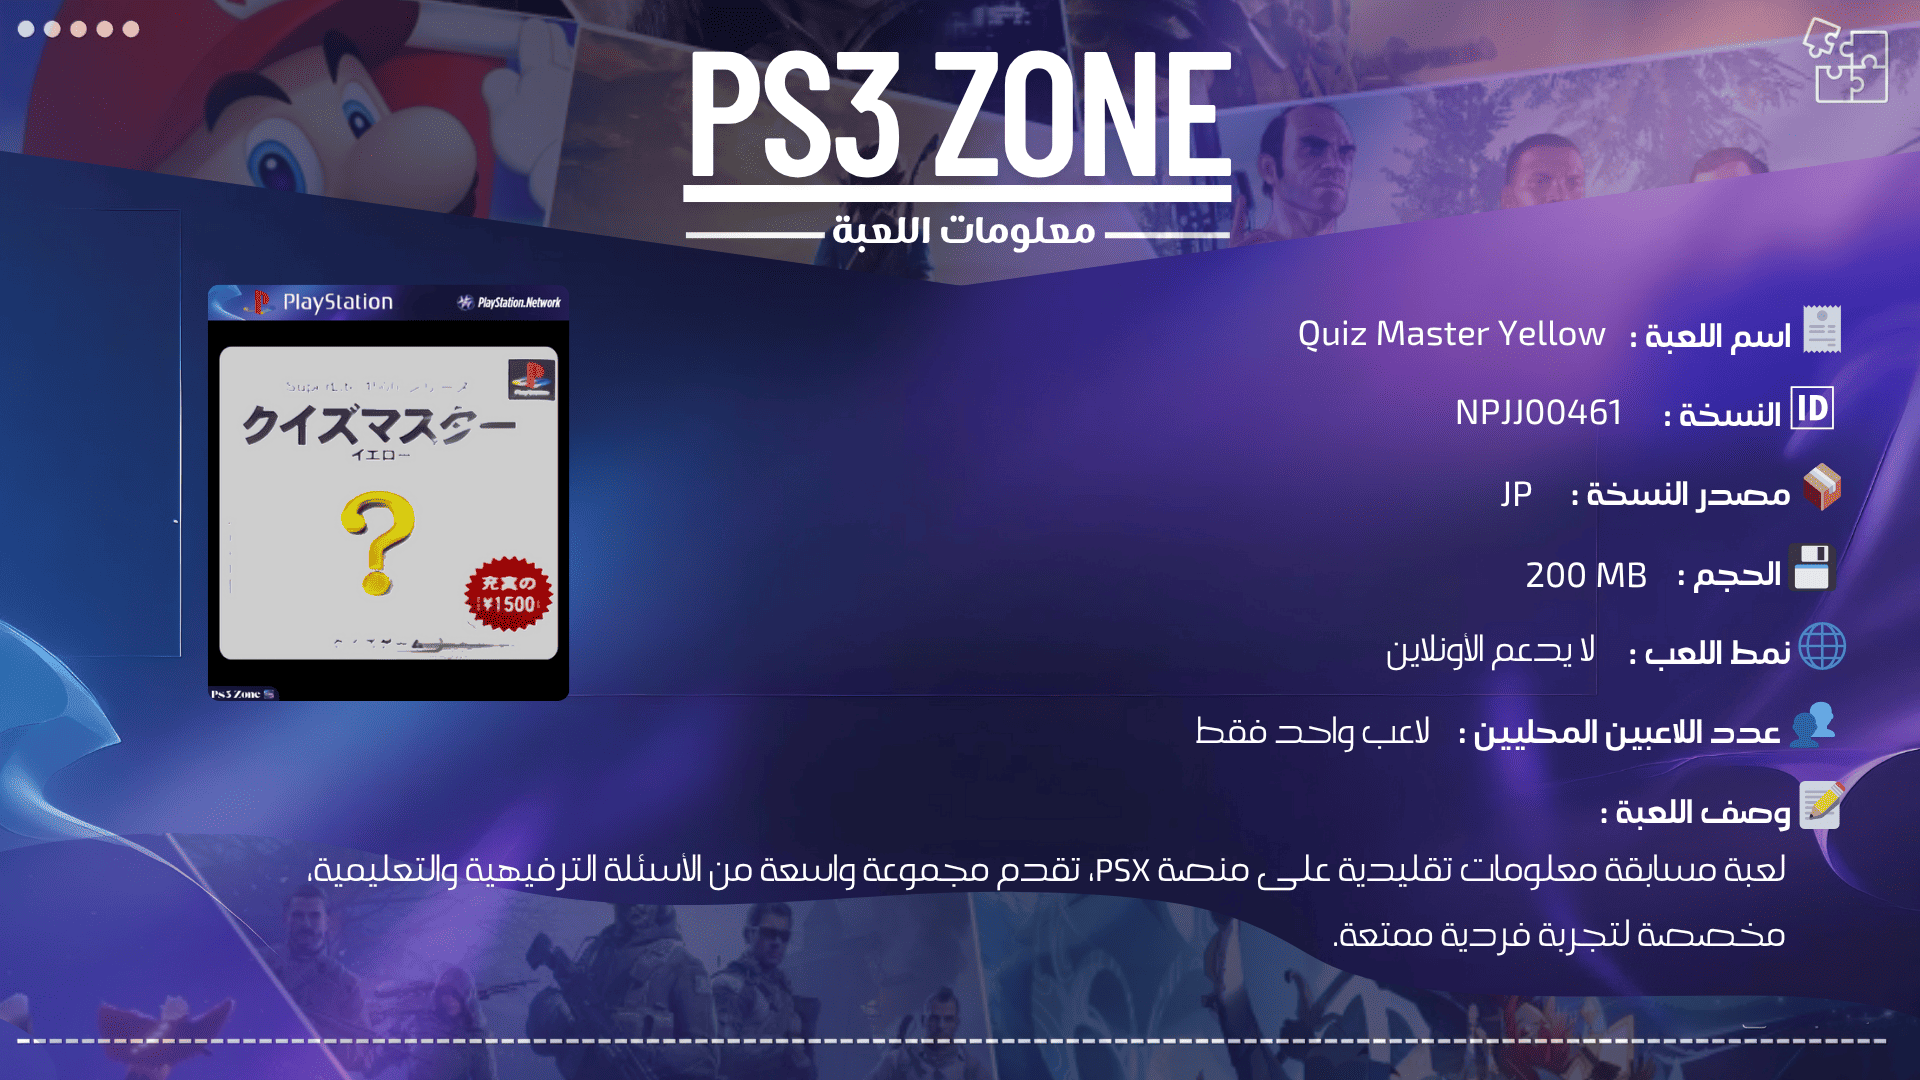 PS3 ZONE
معلومات اللعبة
PlayStation
PlayStation.Network
クイズマスター
イエロー
充実の
¥1500
Ps3 Zone
اسم اللعبة : Quiz Master Yellow
ID النسخة : NPJJ00461
مصدر النسخة : JP
الحجم : 200 MB
نمط اللعب : لا يدعم الأونلاين
عدد اللاعبين المحليين : لاعب واحد فقط
وصف اللعبة :
لعبة مسابقة معلومات تقليدية على منصة PSX، تقدم مجموعة واسعة من الأسئلة الترفيهية والتعليمية،
مخصصة لتجربة فردية ممتعة.